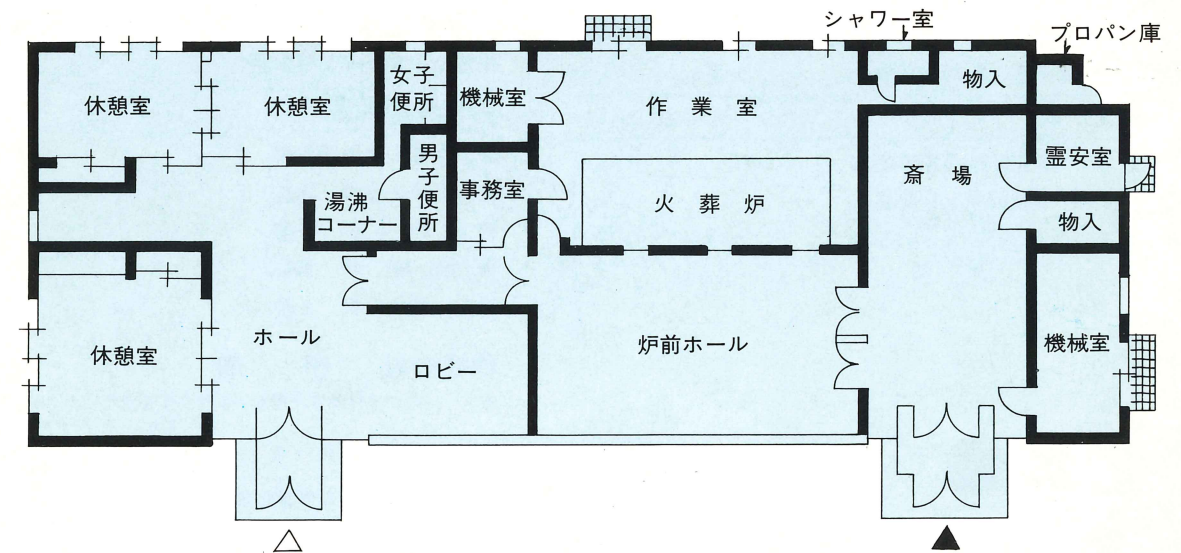 シャワー室
プロパン庫
休憩室
休憩室
女子
便所
機械室
作業室
物入
男子便所
事務室
湯沸
コーナー
火葬炉
斎場
霊安室
物入
休憩室
ホール
ロビー
炉前ホール
機械室